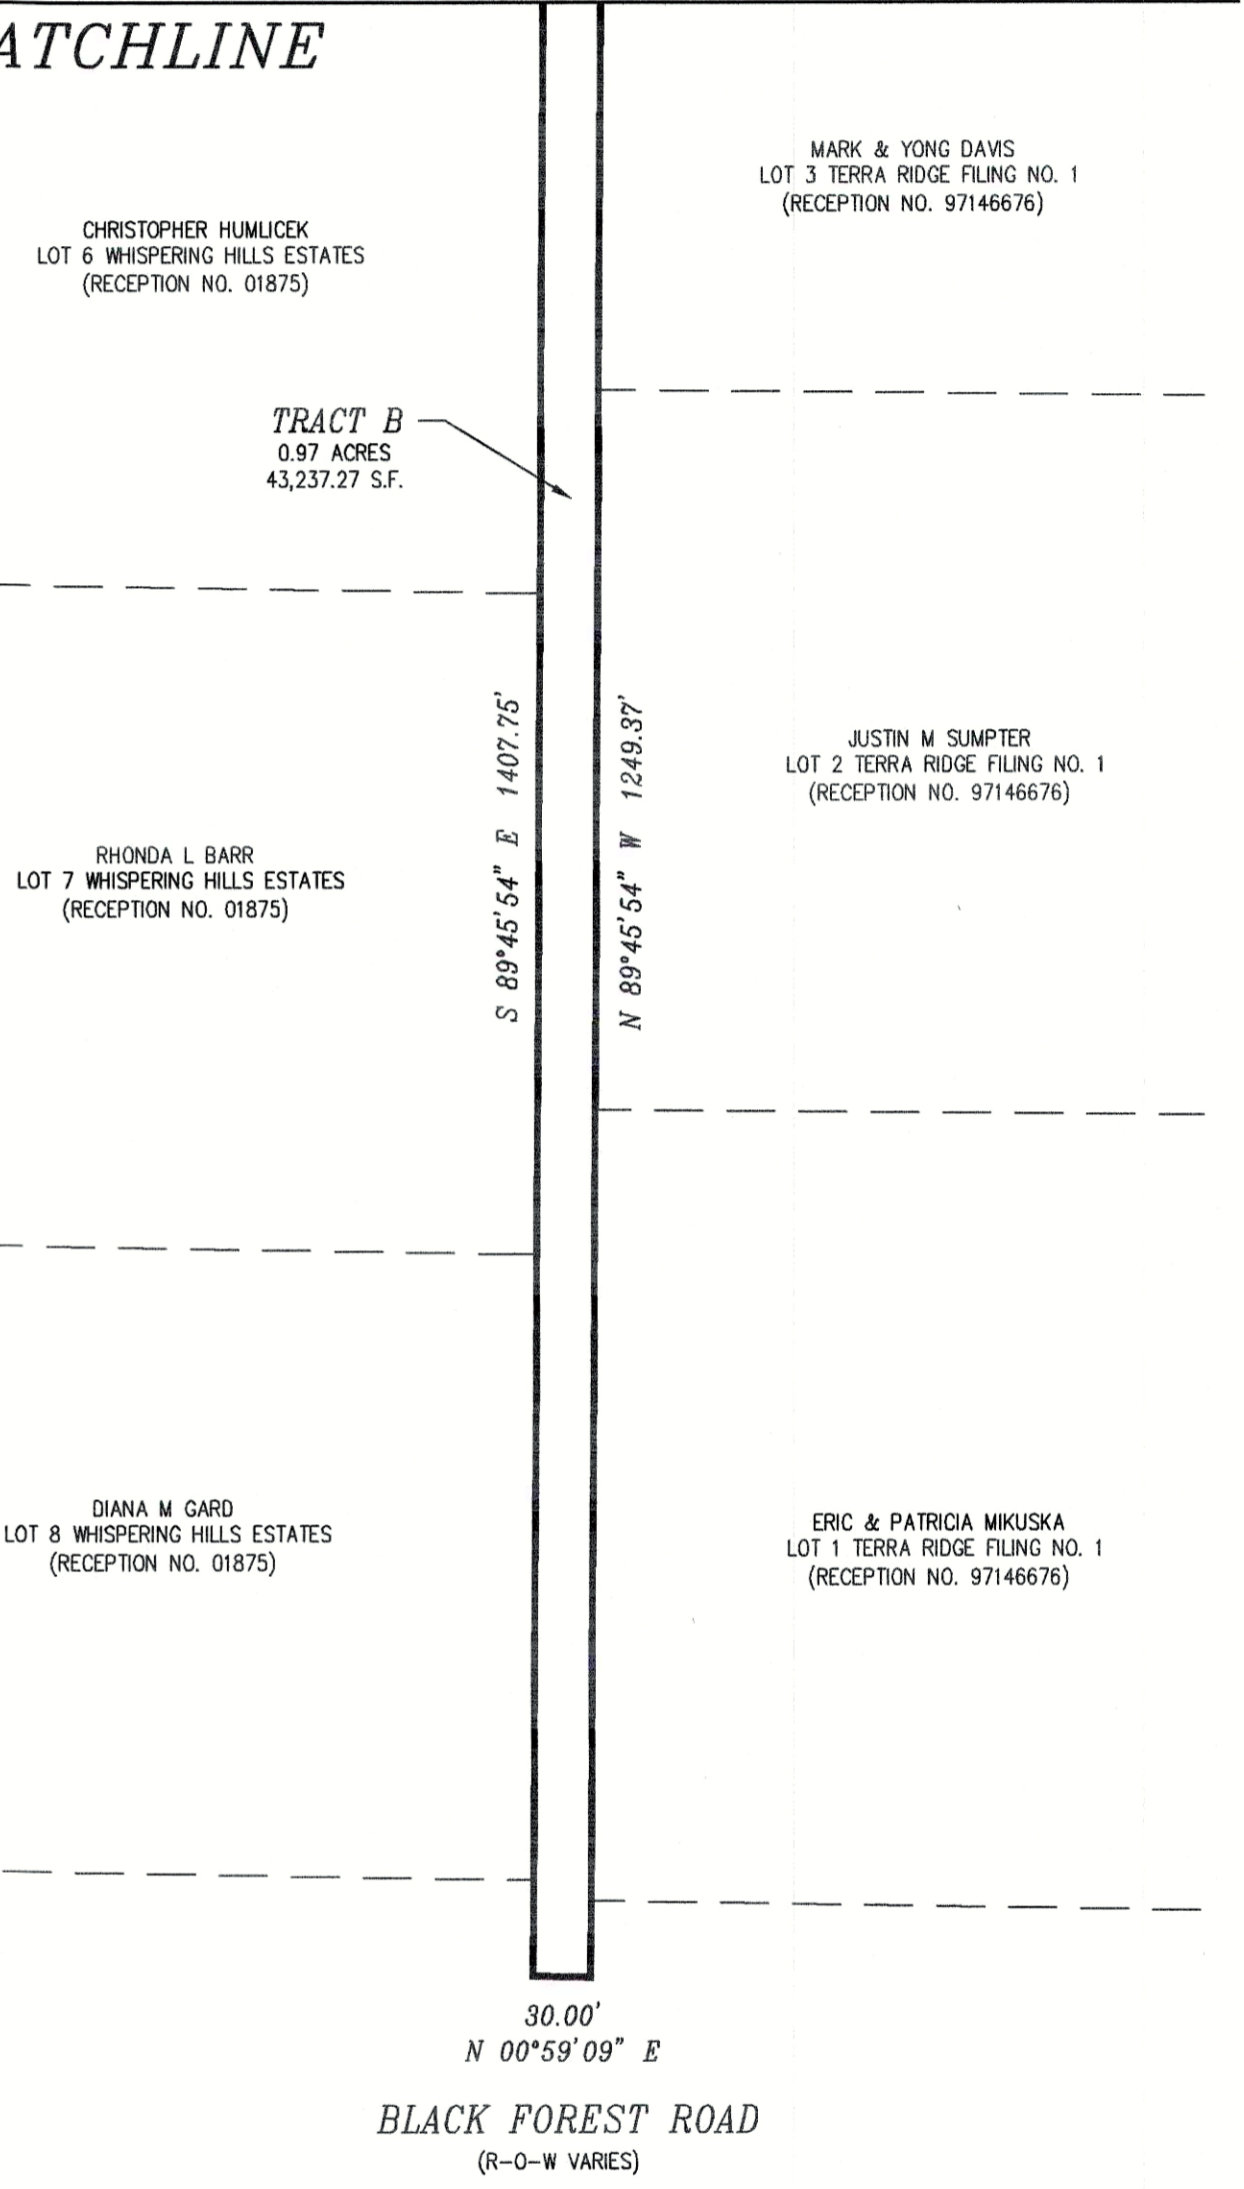 ATCHLINE
MARK & YONG DAVIS
LOT 3 TERRA RIDGE FILING NO. 1
(RECEPTION NO. 97146676)
CHRISTOPHER HUMLICEK
LOT 6 WHISPERING HILLS ESTATES
(RECEPTION NO. 01875)
TRACT B
0.97 ACRES
43,237.27 S.F.
S 89°45'54" E 1407.75'
N 89°45'54" W 1249.37'
JUSTIN M SUMPTER
LOT 2 TERRA RIDGE FILING NO. 1
(RECEPTION NO. 97146676)
RHONDA L BARR
LOT 7 WHISPERING HILLS ESTATES
(RECEPTION NO. 01875)
DIANA M GARD
LOT 8 WHISPERING HILLS ESTATES
(RECEPTION NO. 01875)
ERIC & PATRICIA MIKUSKA
LOT 1 TERRA RIDGE FILING NO. 1
(RECEPTION NO. 97146676)
30.00'
N 00°59'09" E
BLACK FOREST ROAD
(R-O-W VARIES)